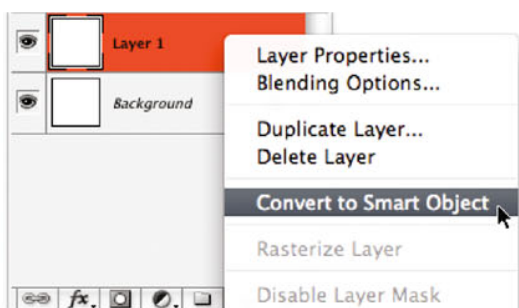 Layer 1
Background
Layer Properties...
Blending Options...
Duplicate Layer...
Delete Layer
Convert to Smart Object
Rasterize Layer
Disable Layer Mask
fx.